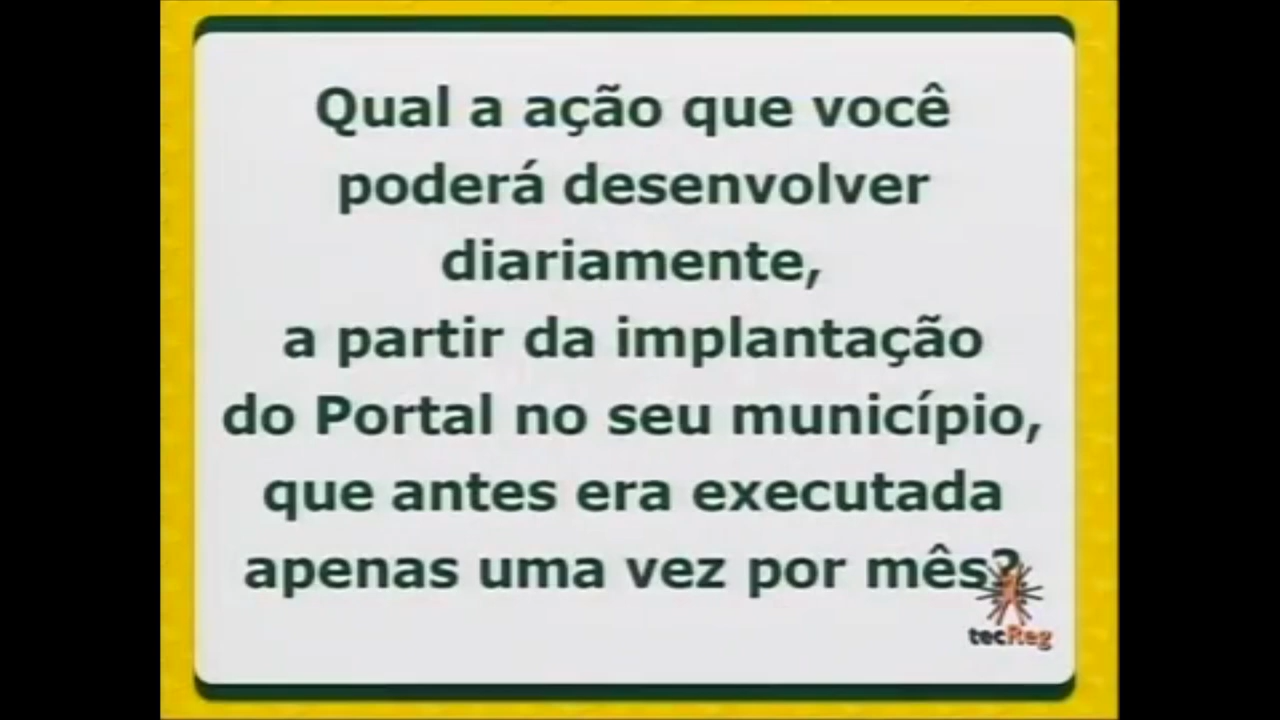 Qual a ação que você
poderá desenvolver
diariamente,
a partir da implantação
do Portal no seu município,
que antes era executada
apenas uma vez por mês?
tecReg